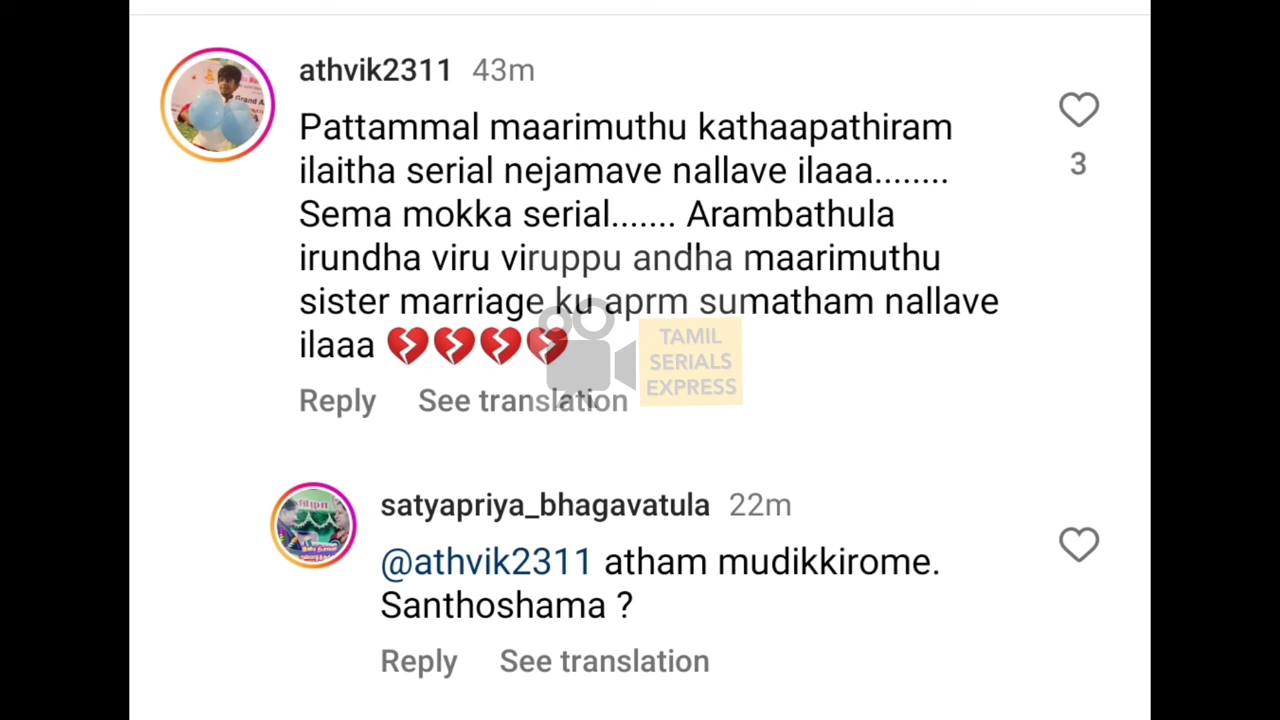 athvik2311 43m
Pattammal maarimuthu kathaapathiram
ilaitha serial nejamave nallave ilaaa........
Sema mokka serial....... Arambathula
irundha viru viruppu andha maarimuthu
sister marriage ku aprm sumatham nallave
ilaaa 💔💔💔💔
3
TAMIL
SERIALS
EXPRESS
Reply See translation
satyapriya_bhagavatula 22m
@athvik2311 atham mudikkirome.
Santhoshama ?
Reply See translation